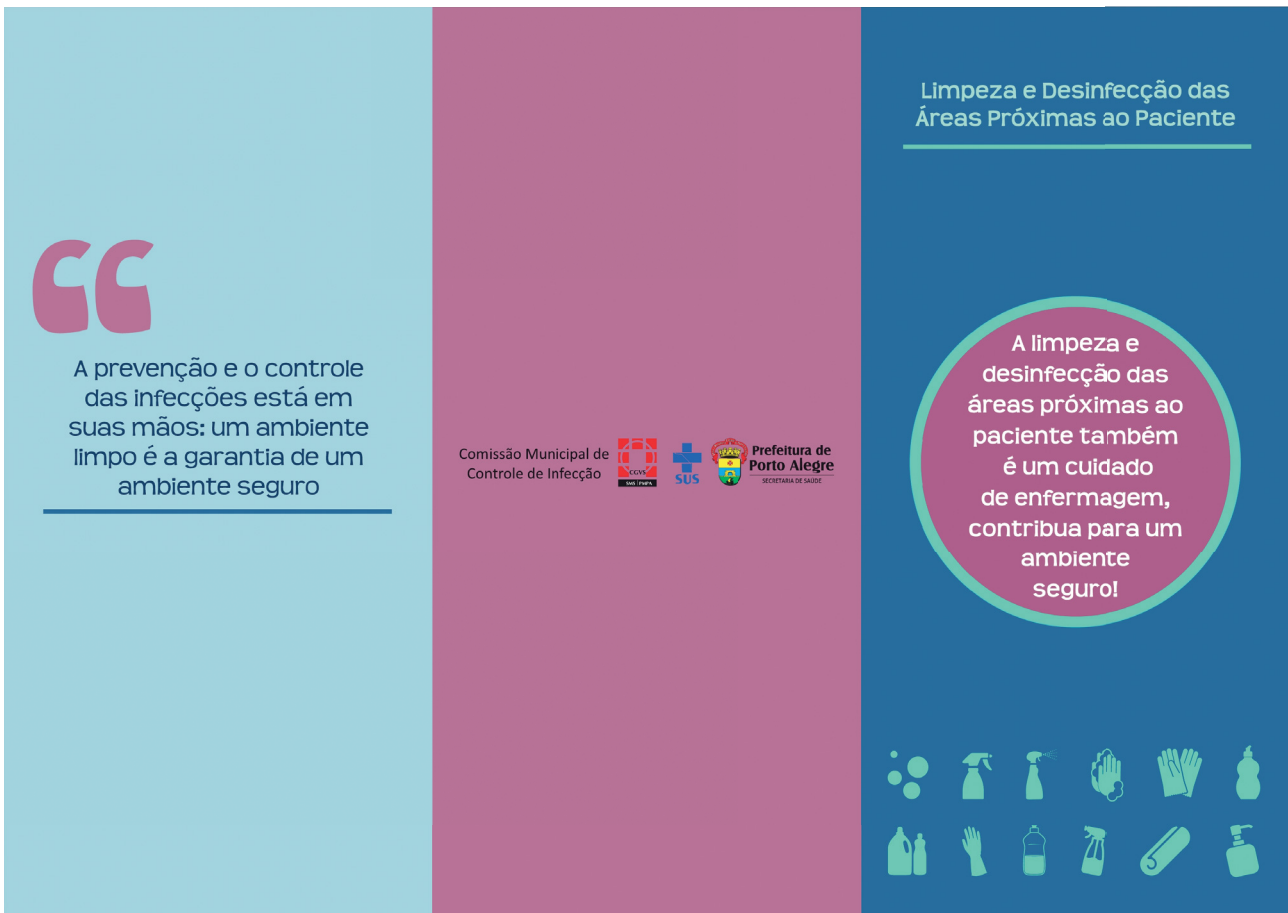 A prevenção e o controle
das infecções está em
suas mãos: um ambiente
limpo é a garantia de um
ambiente seguro
Comissão Municipal de
Controle de Infecção
CGVS
SMS PMPA
SUS
Prefeitura de
Porto Alegre
SECRETARIA DE SAÚDE
Limpeza e Desinfecção das
Áreas Próximas ao Paciente
A limpeza e
desinfecção das
áreas próximas ao
paciente também
é um cuidado
de enfermagem,
contribua para um
ambiente
seguro!